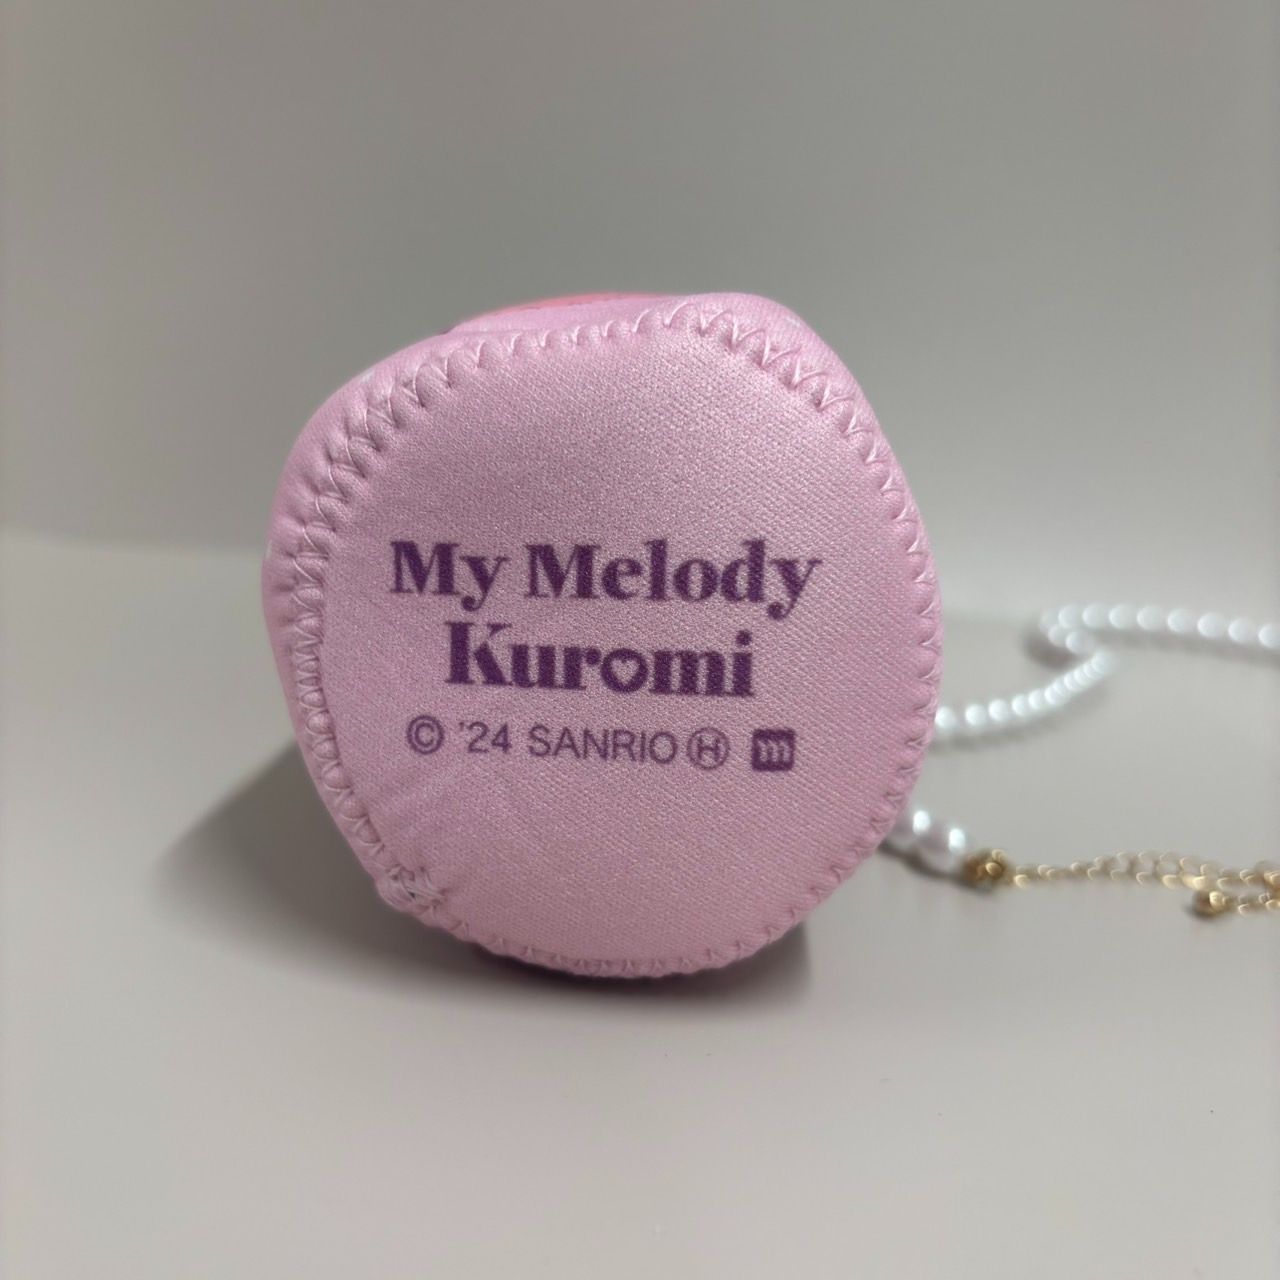 My Melody
Kuromi
© '24 SANRIO Ⓗ m